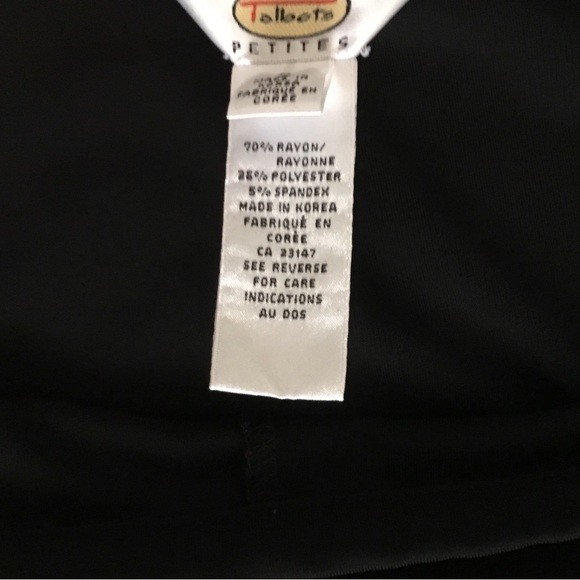 Talbots
PETITES
MADE IN
KOREA
FABRIQUÉ EN
CORÉE
70% RAYON/
RAYONNE
25% POLYESTER
5% SPANDEX
MADE IN KOREA
FABRIQUÉ EN
CORÉE
CA 23147
SEE REVERSE
FOR CARE
INDICATIONS
AU DOS